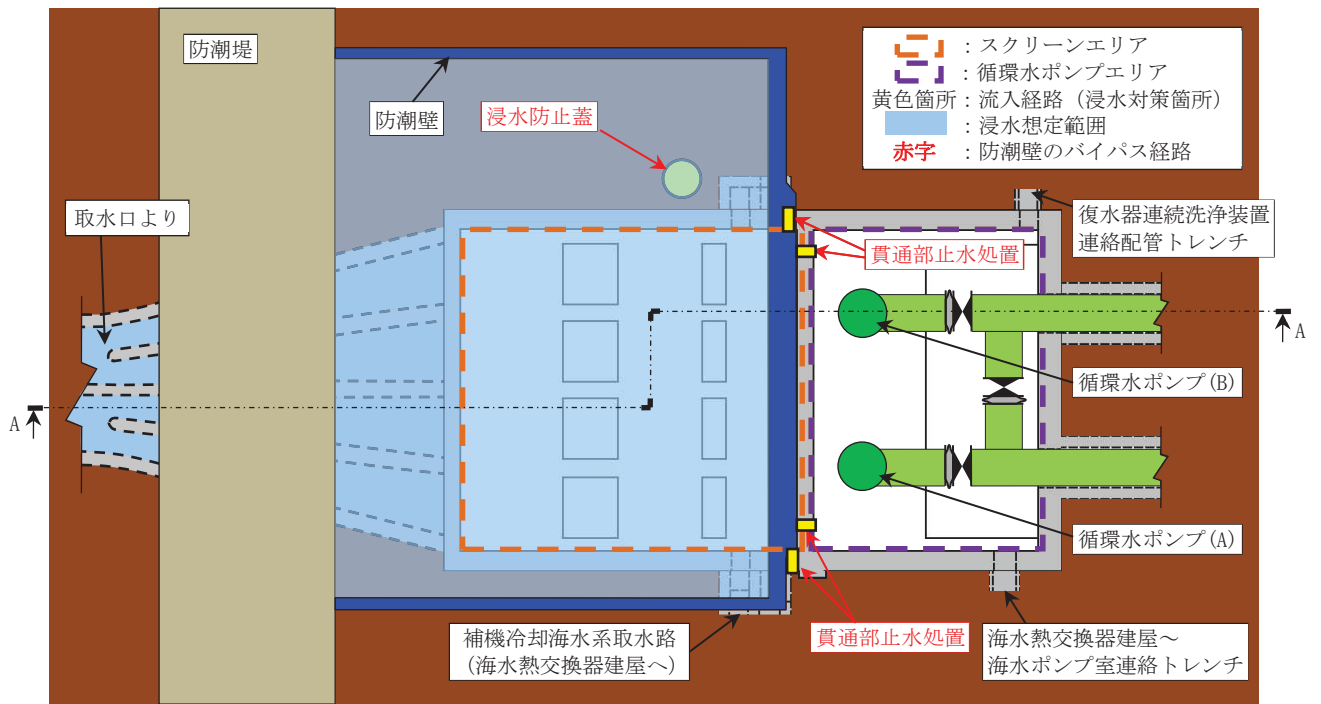 防潮堤
防潮壁
浸水防止蓋
：スクリーンエリア
：循環水ポンプエリア
黄色箇所：流入経路（浸水対策箇所）
：浸水想定範囲
赤字：防潮壁のバイパス経路
取水口より
復水器連続洗浄装置
連絡配管トレンチ
貫通部止水処置
A
A
循環水ポンプ(B)
循環水ポンプ(A)
補機冷却海水系取水路
（海水熱交換器建屋へ）
貫通部止水処置
海水熱交換器建屋～
海水ポンプ室連絡トレンチ